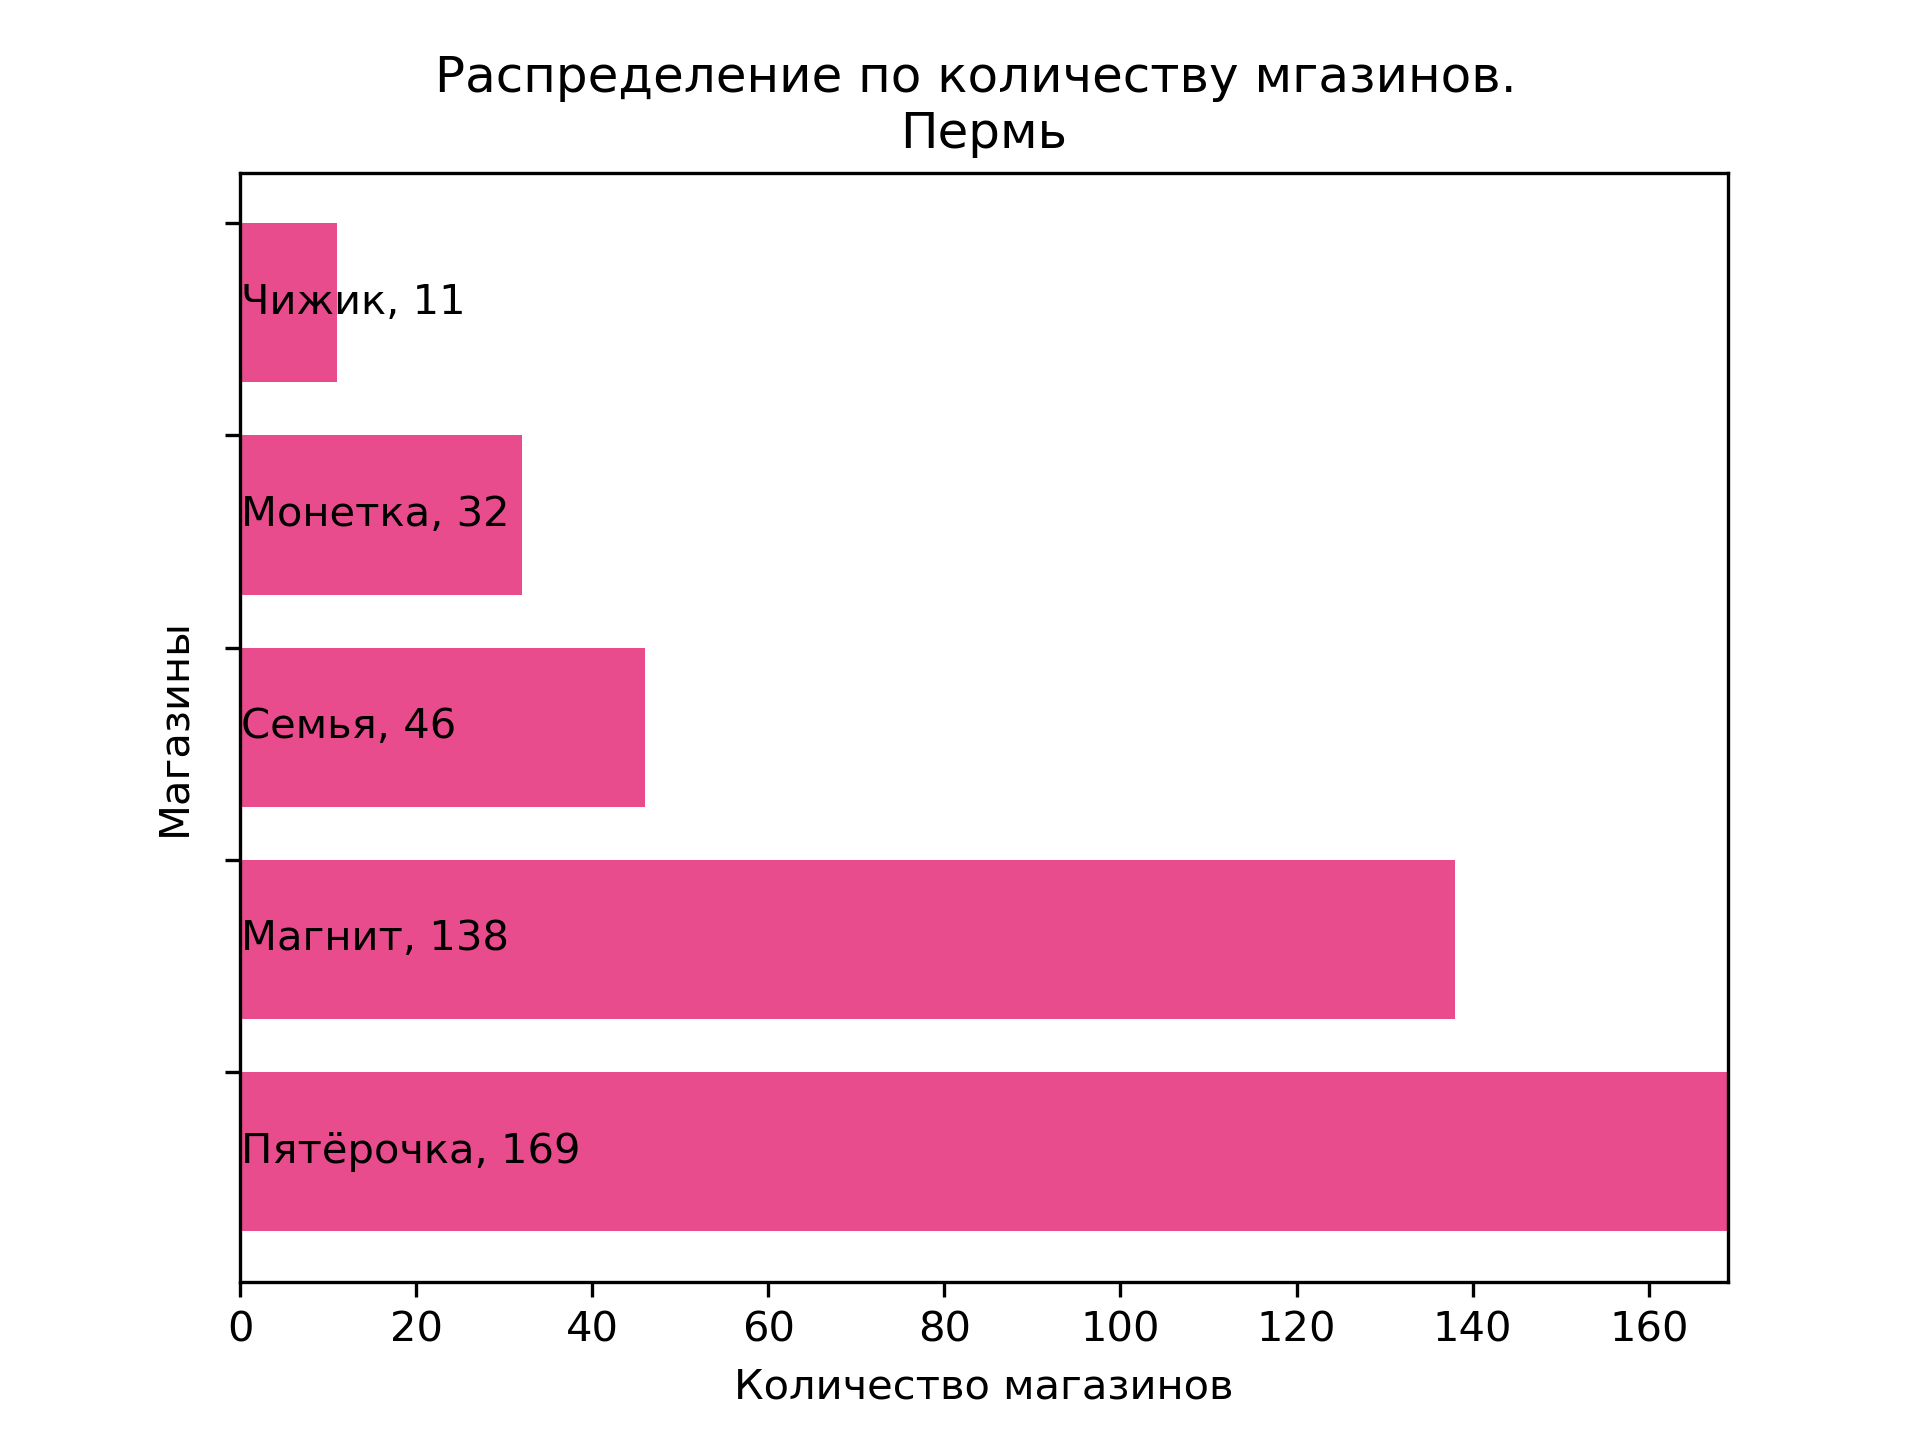 Распределение по количеству мгазинов.
Пермь
Чижик, 11
Монетка, 32
Семья, 46
Магнит, 138
Пятёрочка, 169
Магазины
0 20 40 60 80 100 120 140 160
Количество магазинов